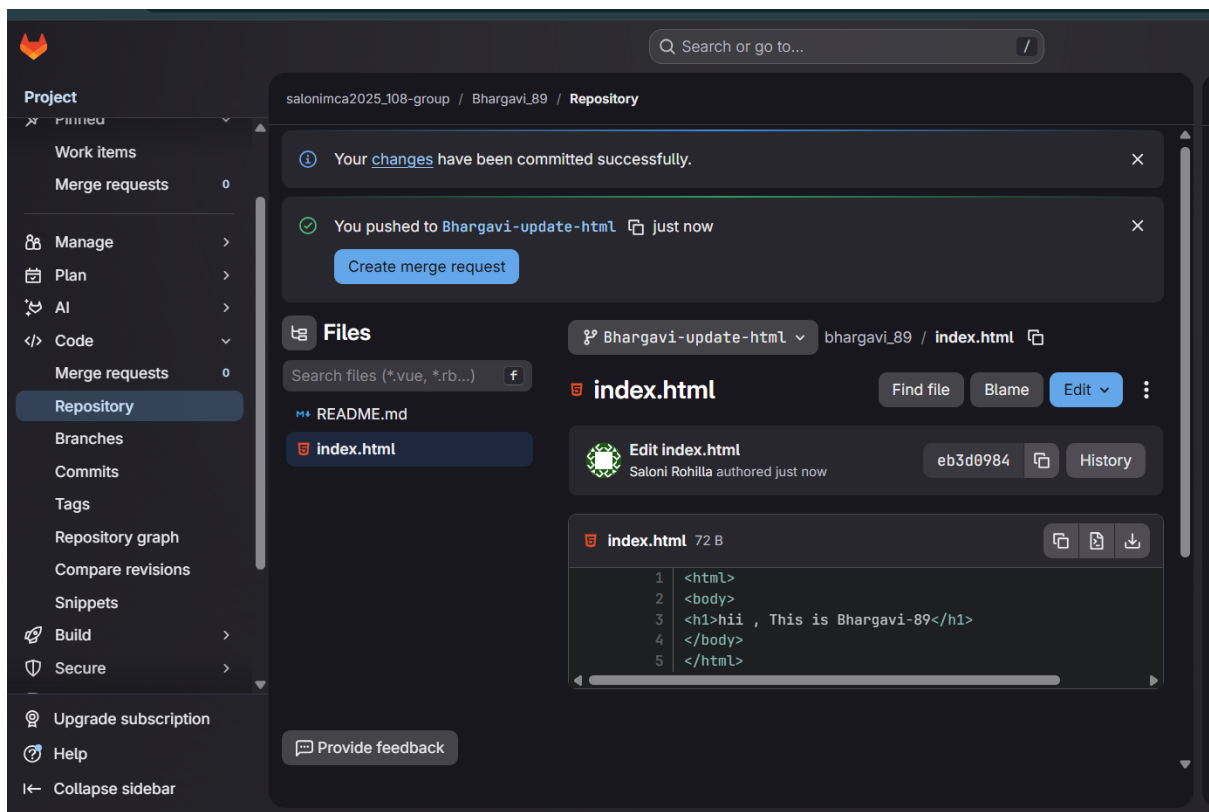 Search or go to...
/
Project
Pinned
Work items
Merge requests 0
Manage
Plan
AI
Code
Merge requests 0
Repository
Branches
Commits
Tags
Repository graph
Compare revisions
Snippets
Build
Secure
Upgrade subscription
Help
Collapse sidebar
salonimca2025_108-group / Bhargavi_89 / Repository
Your changes have been committed successfully.
You pushed to Bhargavi-update-html just now
Create merge request
Files
Search files (*.vue, *.rb...) f
README.md
index.html
Bhargavi-update-html bhargavi_89 / index.html
index.html
Find file
Blame
Edit
Edit index.html
Saloni Rohilla authored just now
eb3d0984
History
index.html 72 B
1 <html>
2 <body>
3 <h1>hii , This is Bhargavi-89</h1>
4 </body>
5 </html>
Provide feedback